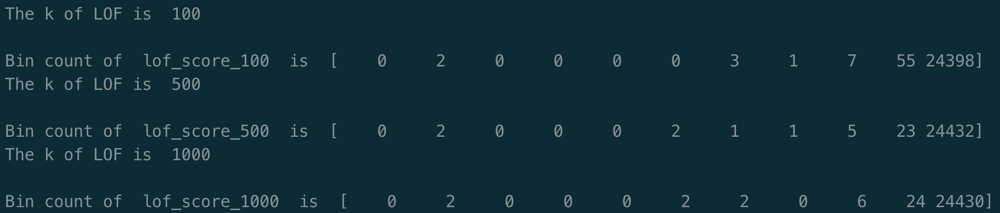 The k of LOF is  100
Bin count of  lof_score_100  is  [    0     2     0     0     0     0     3     1     7    55 24398]
The k of LOF is  500
Bin count of  lof_score_500  is  [    0     2     0     0     0     2     1     1     5    23 24432]
The k of LOF is  1000
Bin count of  lof_score_1000  is  [    0     2     0     0     0     2     2     0     6    24 24430]